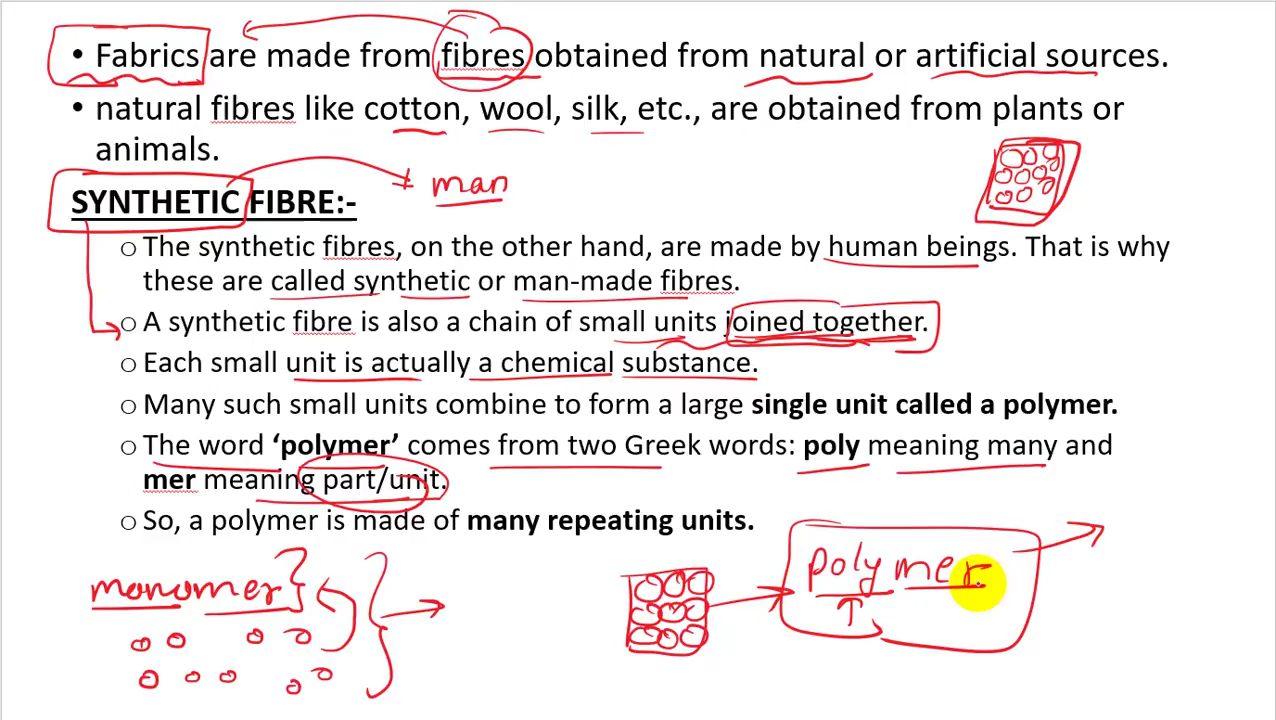 • Fabrics are made from fibres obtained from natural or artificial sources.
• natural fibres like cotton, wool, silk, etc., are obtained from plants or
animals.
man
SYNTHETIC FIBRE:-
o The synthetic fibres, on the other hand, are made by human beings. That is why
these are called synthetic or man-made fibres.
o A synthetic fibre is also a chain of small units joined together.
o Each small unit is actually a chemical substance.
o Many such small units combine to form a large single unit called a polymer.
o The word ‘polymer’ comes from two Greek words: poly meaning many and
mer meaning part/unit.
o So, a polymer is made of many repeating units.
monomer
polymer